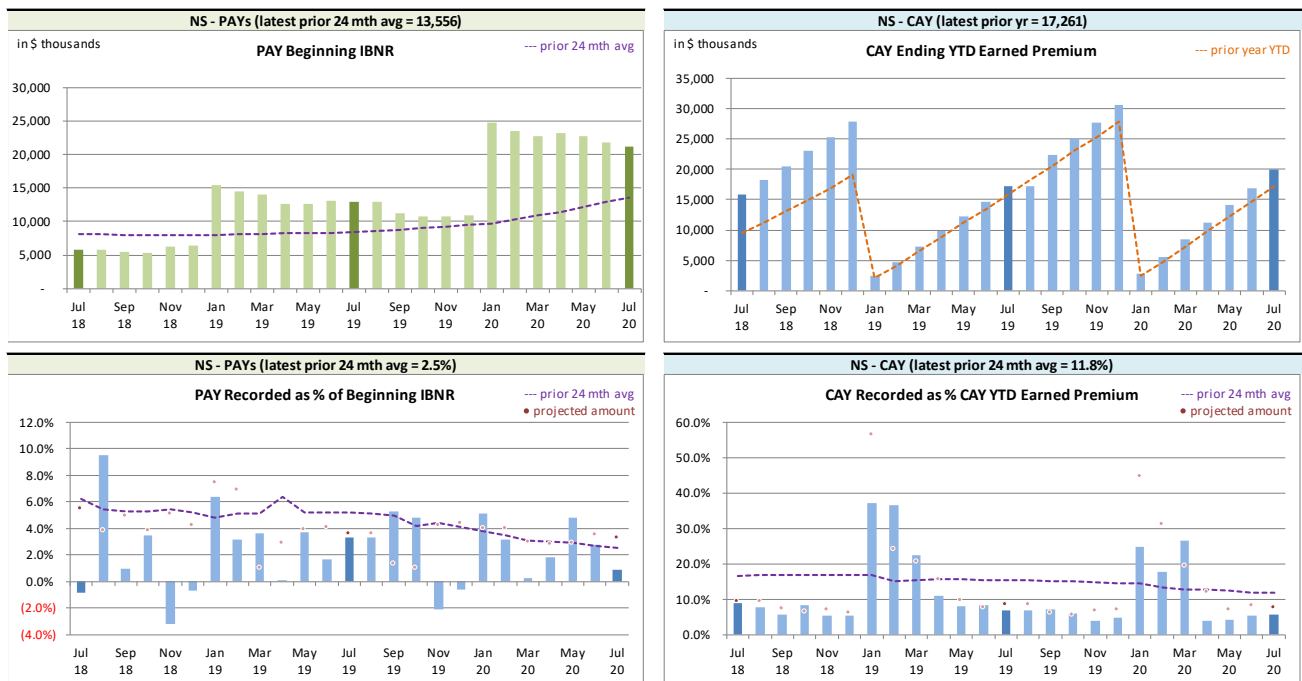 NS - PAYs (latest prior 24 mth avg = 13,556)
in $ thousands
PAY Beginning IBNR
--- prior 24 mth avg
30,000
25,000
20,000
15,000
10,000
5,000
-
Jul Sep Nov Jan Mar May Jul Sep Nov Jan Mar May Jul
18 18 18 19 19 19 19 19 19 20 20 20 20
NS - CAY (latest prior yr = 17,261)
in $ thousands
CAY Ending YTD Earned Premium
--- prior year YTD
35,000
30,000
25,000
20,000
15,000
10,000
5,000
-
Jul Sep Nov Jan Mar May Jul Sep Nov Jan Mar May Jul
18 18 18 19 19 19 19 19 19 20 20 20 20
NS - PAYs (latest prior 24 mth avg = 2.5%)
PAY Recorded as % of Beginning IBNR
--- prior 24 mth avg
• projected amount
12.0%
10.0%
8.0%
6.0%
4.0%
2.0%
0.0%
(2.0%)
(4.0%)
Jul Sep Nov Jan Mar May Jul Sep Nov Jan Mar May Jul
18 18 18 19 19 19 19 19 19 20 20 20 20
NS - CAY (latest prior 24 mth avg = 11.8%)
CAY Recorded as % CAY YTD Earned Premium
--- prior 24 mth avg
• projected amount
60.0%
50.0%
40.0%
30.0%
20.0%
10.0%
0.0%
Jul Sep Nov Jan Mar May Jul Sep Nov Jan Mar May Jul
18 18 18 19 19 19 19 19 19 20 20 20 20